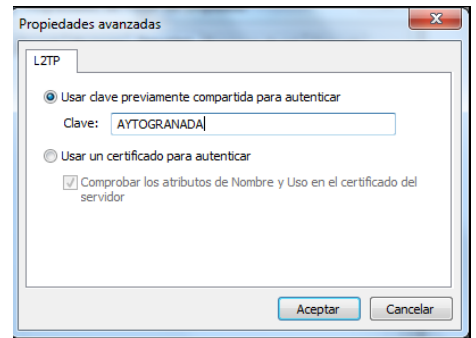 Propiedades avanzadas
L2TP
Usar clave previamente compartida para autenticar
Clave: AYTOGRANADA
Usar un certificado para autenticar
Comprobar los atributos de Nombre y Uso en el certificado del
servidor
Aceptar Cancelar